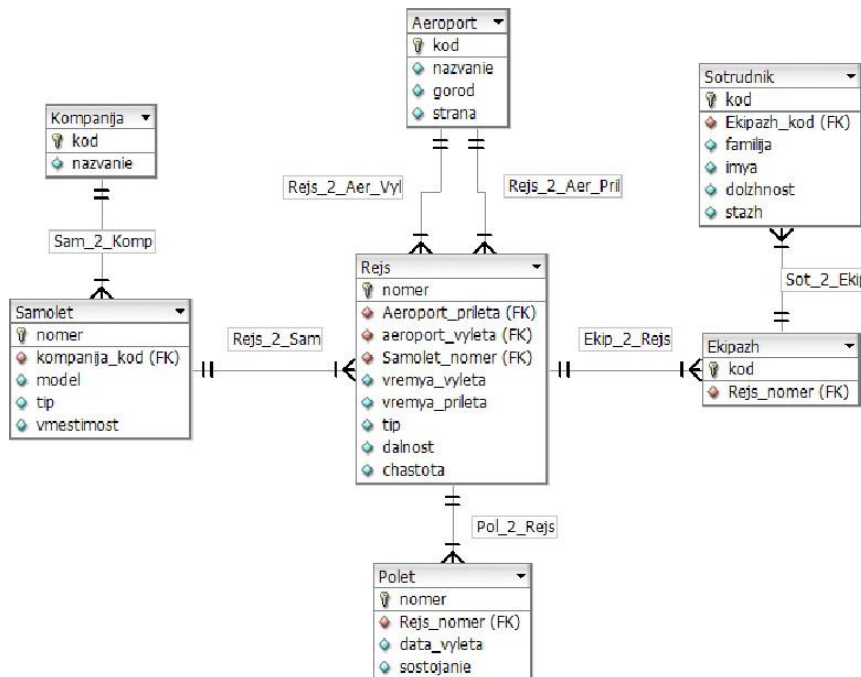 Aeroport
kod
nazvanie
gorod
strana
Sotrudnik
kod
Ekipazh_kod (FK)
familija
imya
dolzhnost
stazh
Kompanija
kod
nazvanie
Rejs_2_Aer_Vyl
Rejs_2_Aer_Pril
Sam_2_Komp
Rejs
nomer
Aeroport_prileta (FK)
aeroport_vyleta (FK)
Samolet_nomer (FK)
vremya_vyleta
vremya_prileta
tip
dalnost
chastota
Sot_2_Ekip
Samolet
nomer
kompanija_kod (FK)
model
tip
vmestimost
Rejs_2_Sam
Ekip_2_Rejs
Ekipazh
kod
Rejs_nomer (FK)
Pol_2_Rejs
Polet
nomer
Rejs_nomer (FK)
data_vyleta
sostojanie